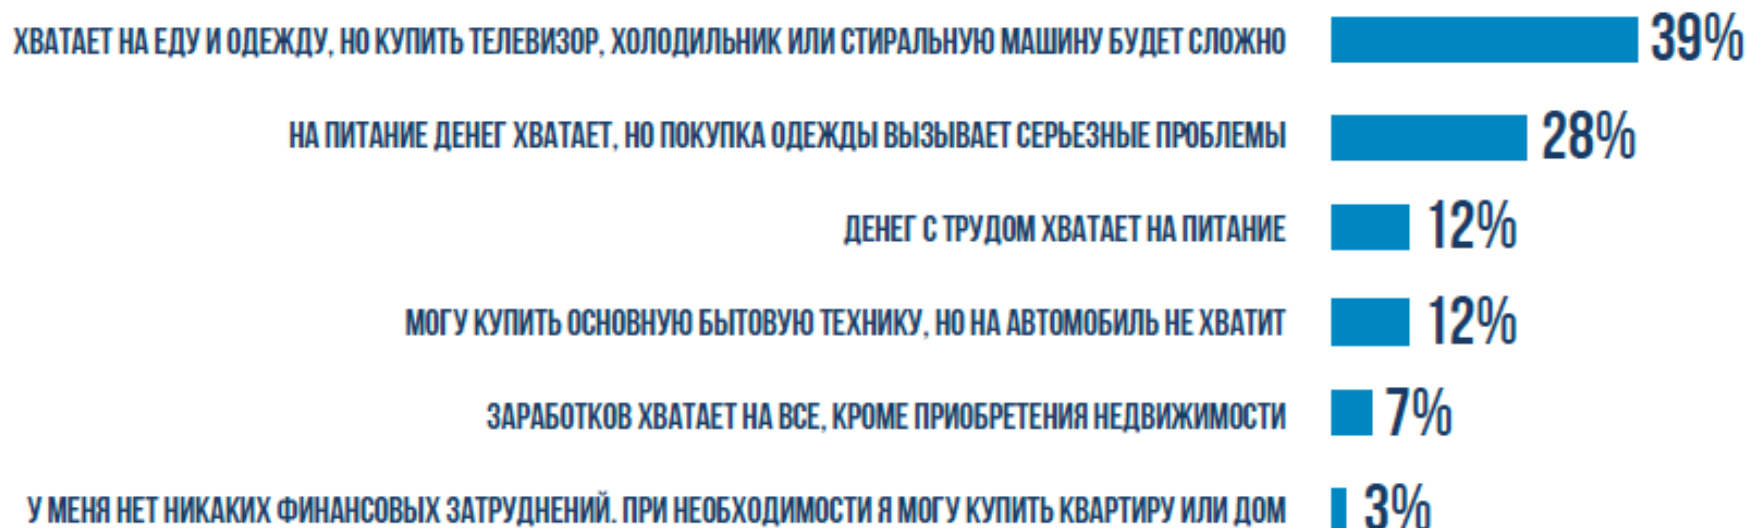 ХВАТАЕТ НА ЕДУ И ОДЕЖДУ, НО КУПИТЬ ТЕЛЕВИЗОР, ХОЛОДИЛЬНИК ИЛИ СТИРАЛЬНУЮ МАШИНУ БУДЕТ СЛОЖНО 39%
НА ПИТАНИЕ ДЕНЕГ ХВАТАЕТ, НО ПОКУПКА ОДЕЖДЫ ВЫЗЫВАЕТ СЕРЬЕЗНЫЕ ПРОБЛЕМЫ 28%
ДЕНЕГ С ТРУДОМ ХВАТАЕТ НА ПИТАНИЕ 12%
МОГУ КУПИТЬ ОСНОВНУЮ БЫТОВУЮ ТЕХНИКУ, НО НА АВТОМОБИЛЬ НЕ ХВАТИТ 12%
ЗАРАБОТКОВ ХВАТАЕТ НА ВСЕ, КРОМЕ ПРИОБРЕТЕНИЯ НЕДВИЖИМОСТИ 7%
У МЕНЯ НЕТ НИКАКИХ ФИНАНСОВЫХ ЗАТРУДНЕНИЙ. ПРИ НЕОБХОДИМОСТИ Я МОГУ КУПИТЬ КВАРТИРУ ИЛИ ДОМ 3%